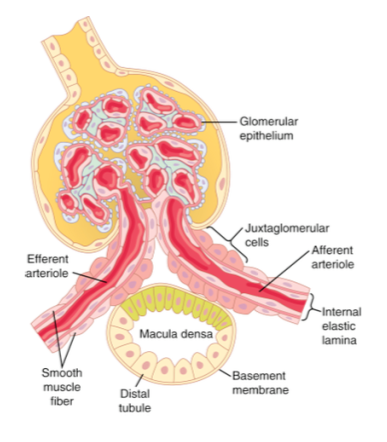 Glomerular
epithelium
Juxtaglomerular
cells
Afferent
arteriole
Efferent
arteriole
Internal
elastic
lamina
Macula densa
Smooth
muscle
fiber
Basement
membrane
Distal
tubule